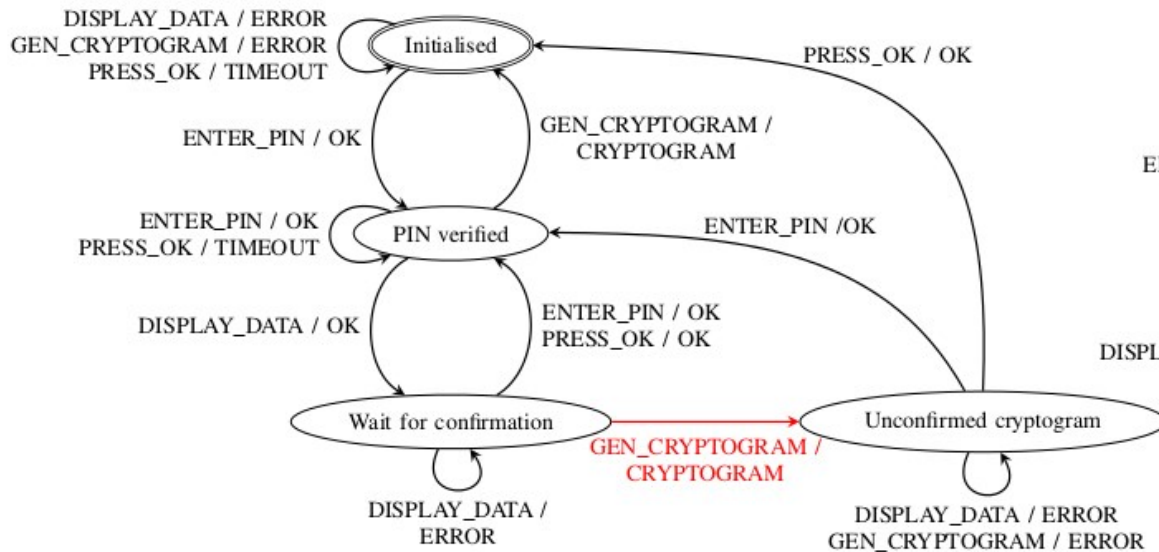 DISPLAY_DATA / ERROR
GEN_CRYPTOGRAM / ERROR
PRESS_OK / TIMEOUT
Initialised
PRESS_OK / OK
ENTER_PIN / OK
GEN_CRYPTOGRAM /
CRYPTOGRAM
ENTER_PIN / OK
PRESS_OK / TIMEOUT
PIN verified
ENTER_PIN /OK
DISPLAY_DATA / OK
ENTER_PIN / OK
PRESS_OK / OK
Wait for confirmation
GEN_CRYPTOGRAM /
CRYPTOGRAM
Unconfirmed cryptogram
DISPLAY_DATA /
ERROR
DISPLAY_DATA / ERROR
GEN_CRYPTOGRAM / ERROR